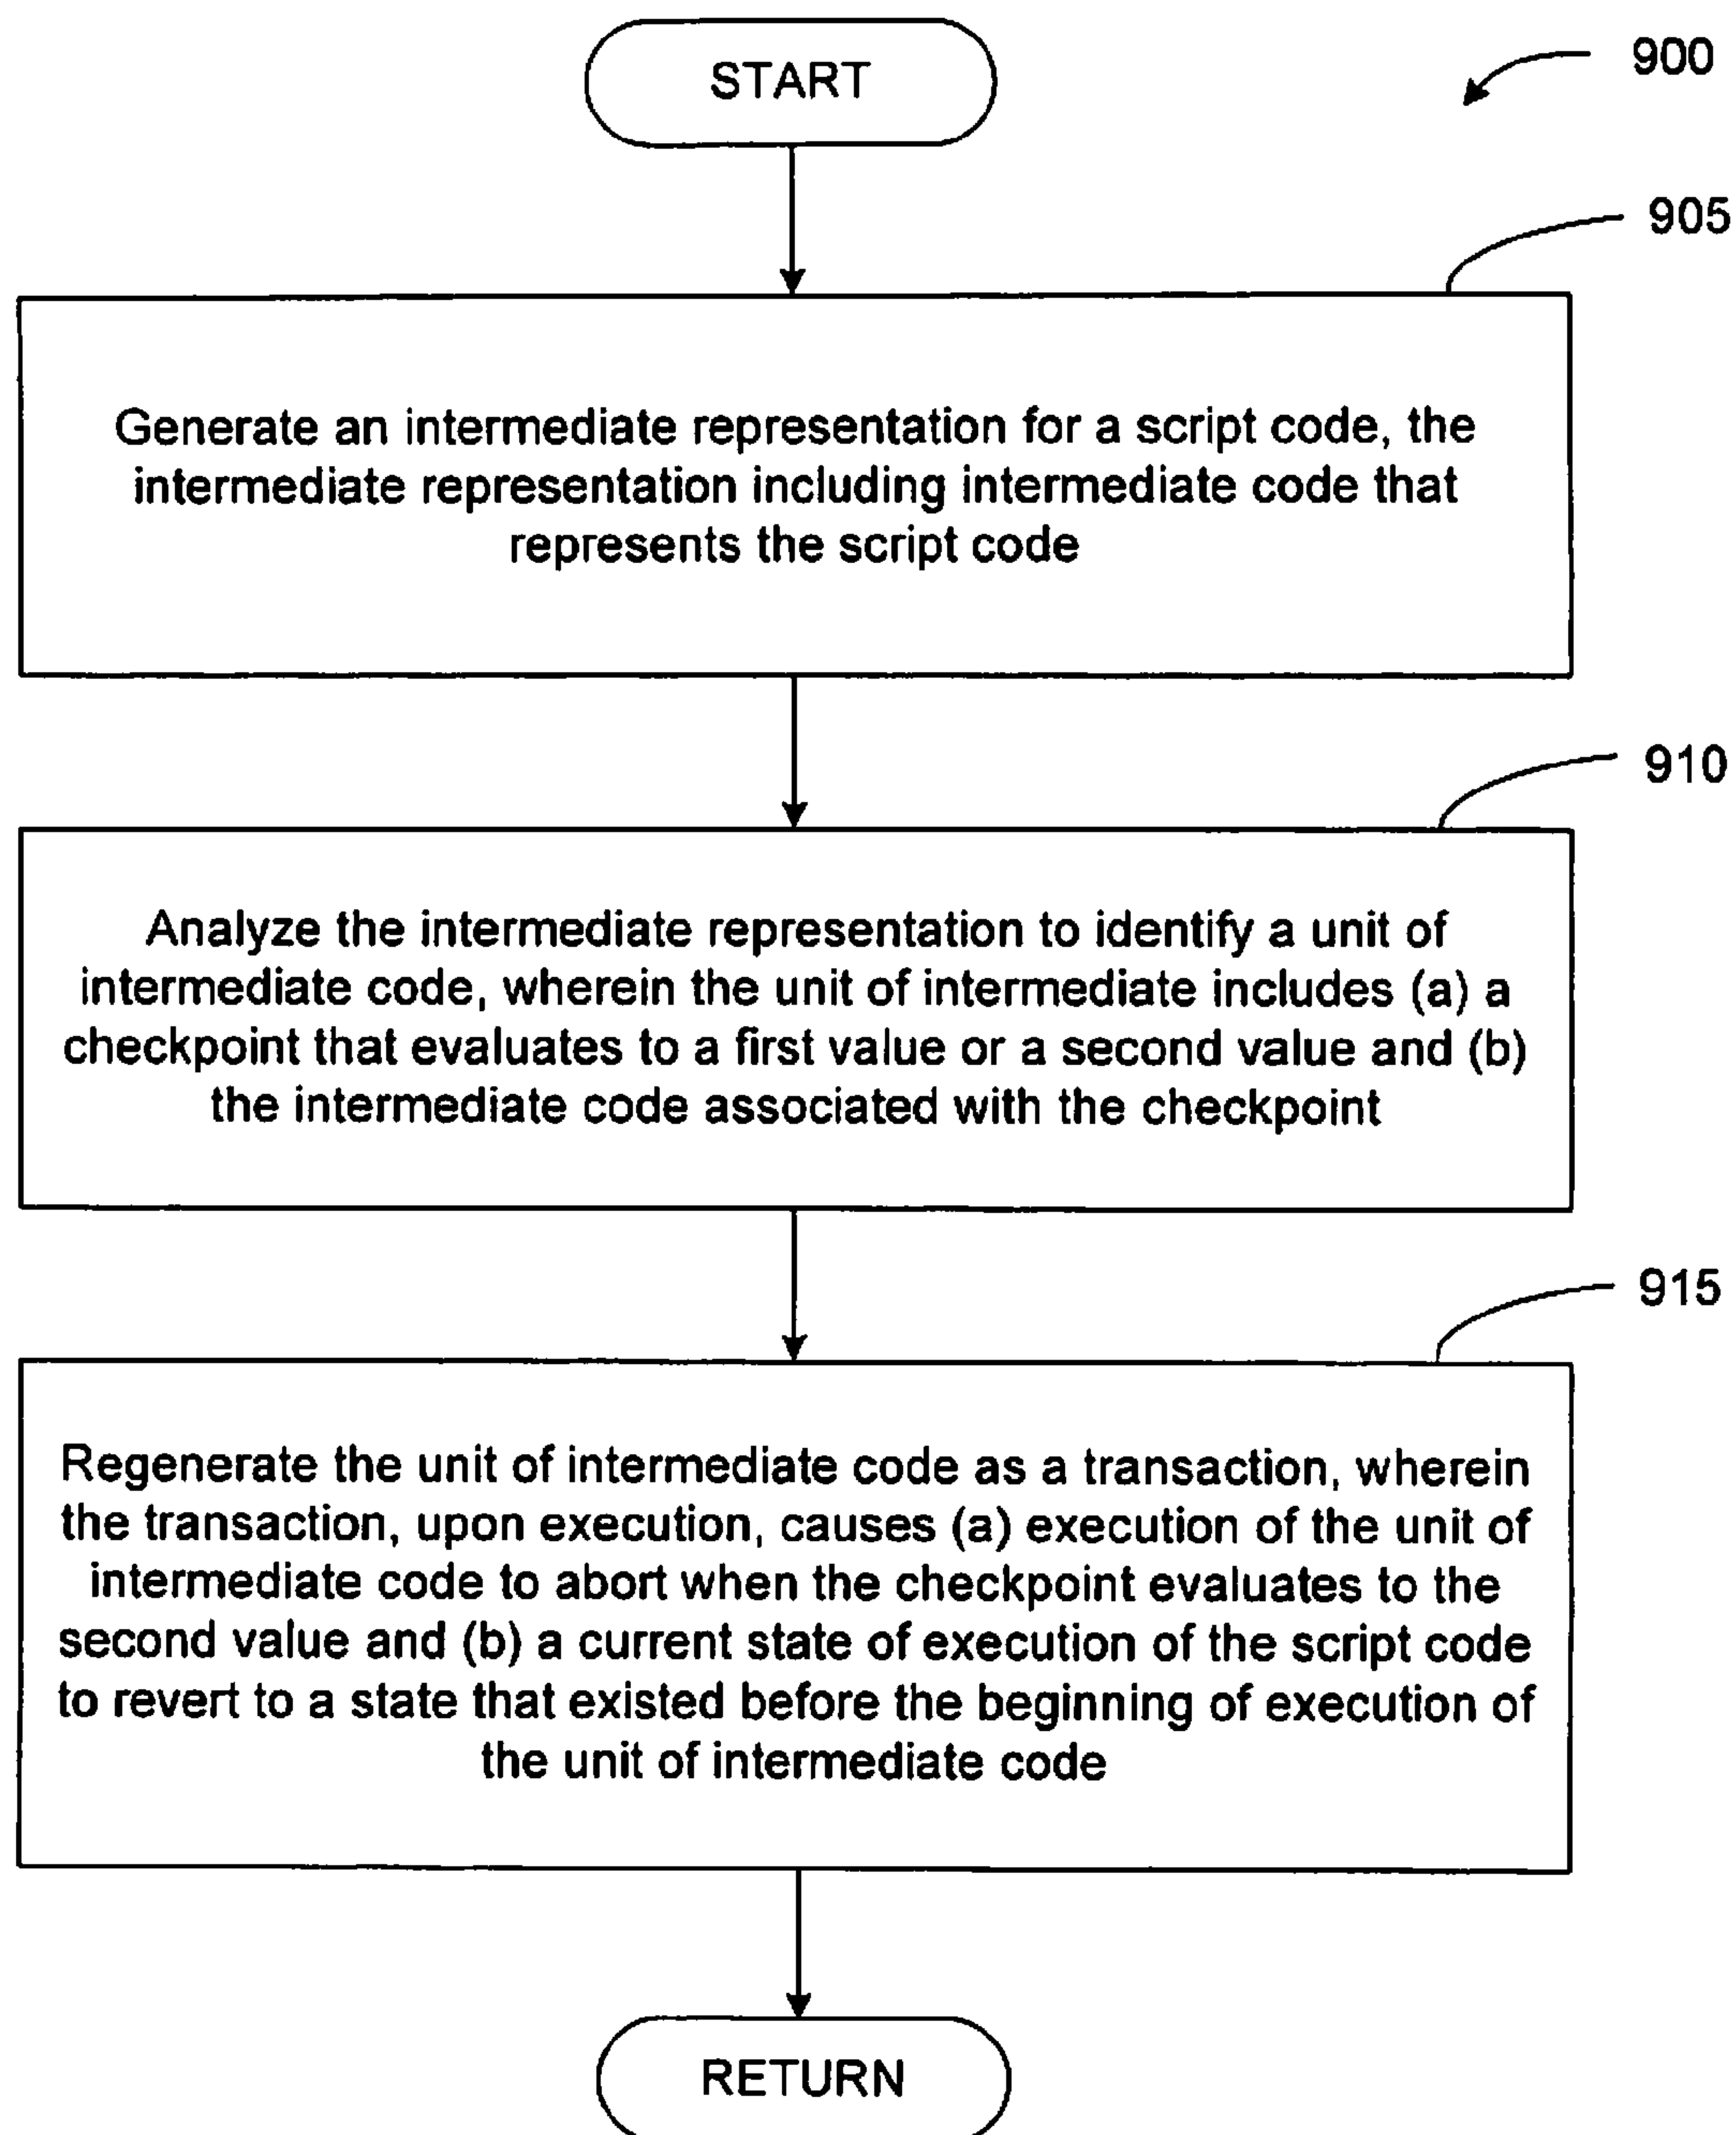 START
900
905
Generate an intermediate representation for a script code, the
intermediate representation including intermediate code that
represents the script code
910
Analyze the intermediate representation to identify a unit of
intermediate code, wherein the unit of intermediate includes (a) a
checkpoint that evaluates to a first value or a second value and (b)
the intermediate code associated with the checkpoint
915
Regenerate the unit of intermediate code as a transaction, wherein
the transaction, upon execution, causes (a) execution of the unit of
intermediate code to abort when the checkpoint evaluates to the
second value and (b) a current state of execution of the script code
to revert to a state that existed before the beginning of execution of
the unit of intermediate code
RETURN